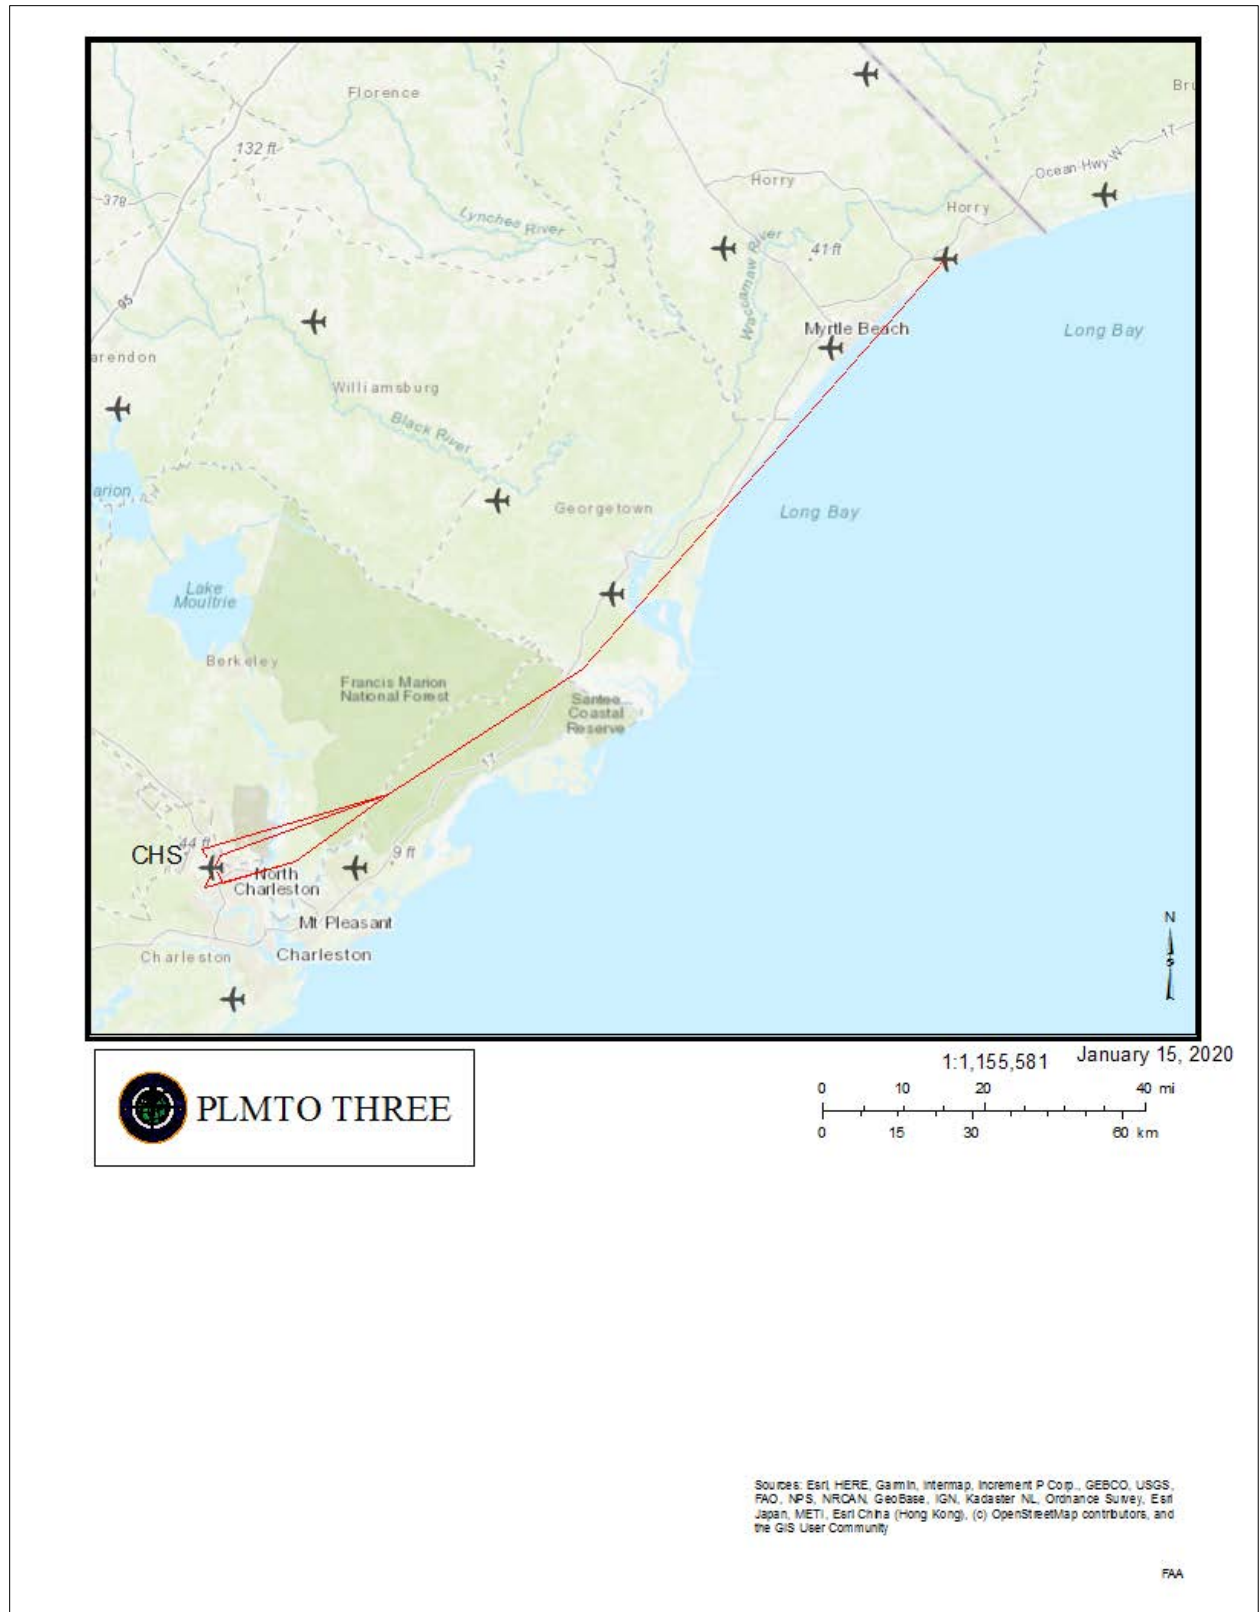 Florence
Bru
132 ft
17
Ocean Hwy W
378
Horry
Horry
Lynches River
Waccamaw River
41 ft
95
Myrtle Beach
Long Bay
arendon
Williamsburg
Black River
arion
Georgetown
Long Bay
Lake
Moultrie
Berkeley
Francis Marion
National Forest
Santee
Coastal
Reserve
17
44 ft
CHS
9 ft
North
Charleston
Mt Pleasant
Charleston
Charleston
N
S
PLMTO THREE
1:1,155,581
January 15, 2020
0 10 20 40 mi
0 15 30 60 km
Sources: Esri, HERE, Garmin, Intermap, Increment P Corp., GEBCO, USGS,
FAO, NPS, NRCAN, GeoBase, IGN, Kadaster NL, Ordnance Survey, Esri
Japan, METI, Esri China (Hong Kong), (c) OpenStreetMap contributors, and
the GIS User Community
FAA